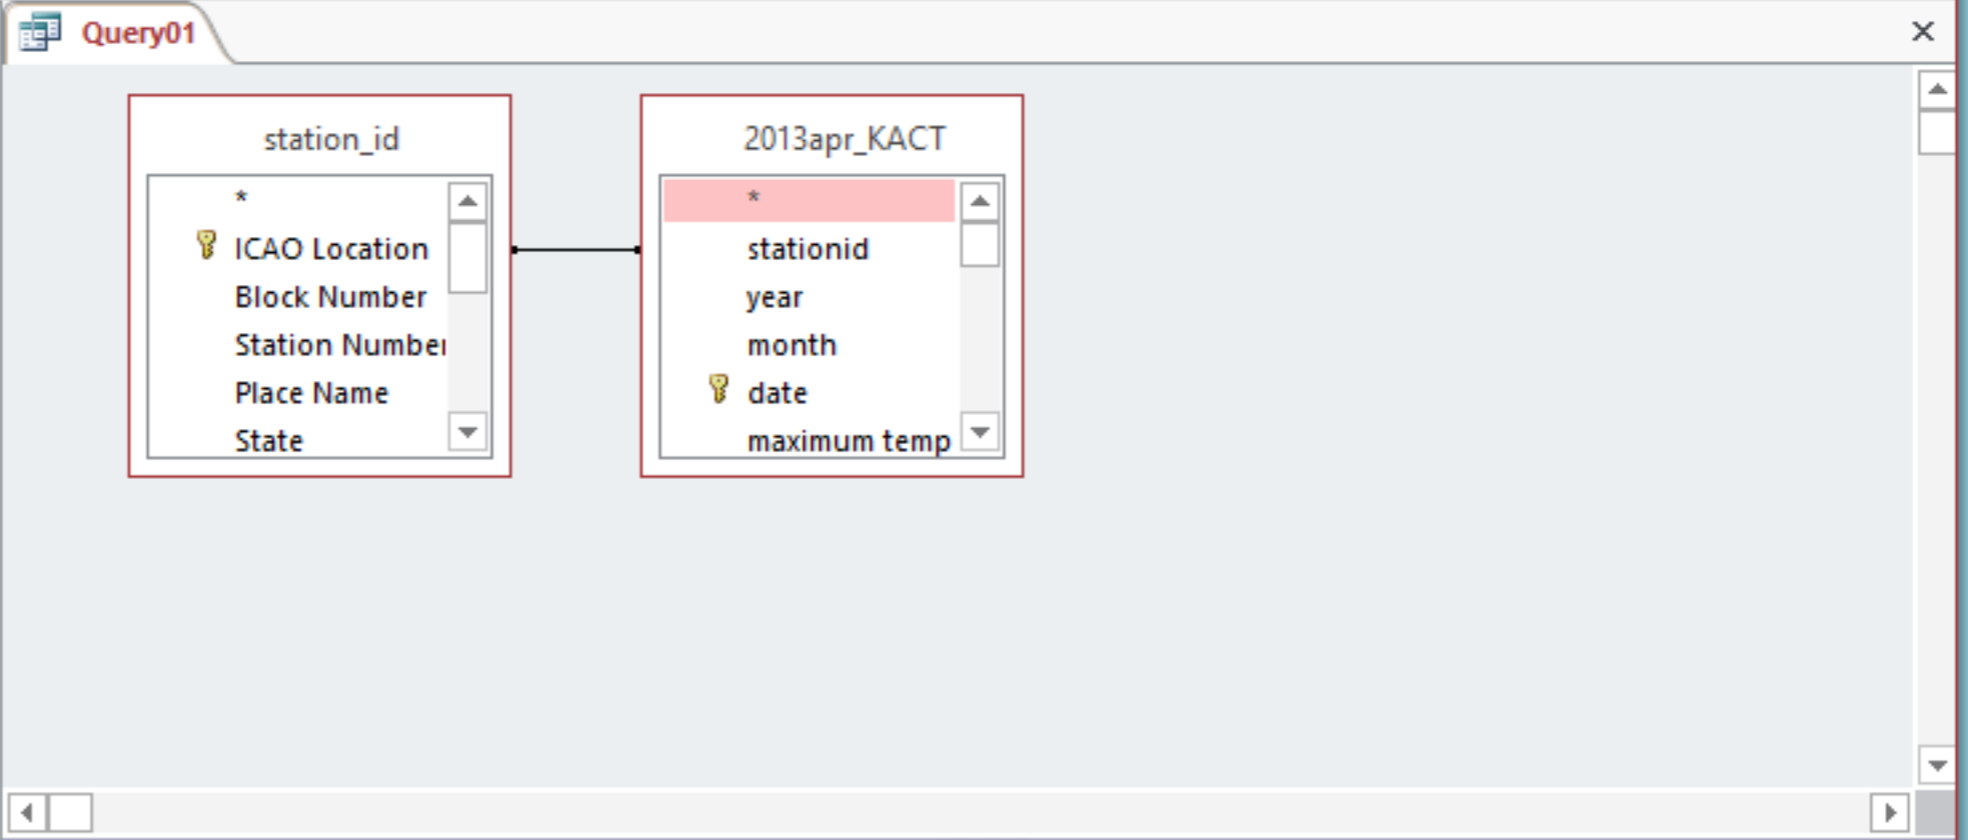 Query01
station_id
*
ICAO Location
Block Number
Station Number
Place Name
State
2013apr_KACT
*
stationid
year
month
date
maximum temp